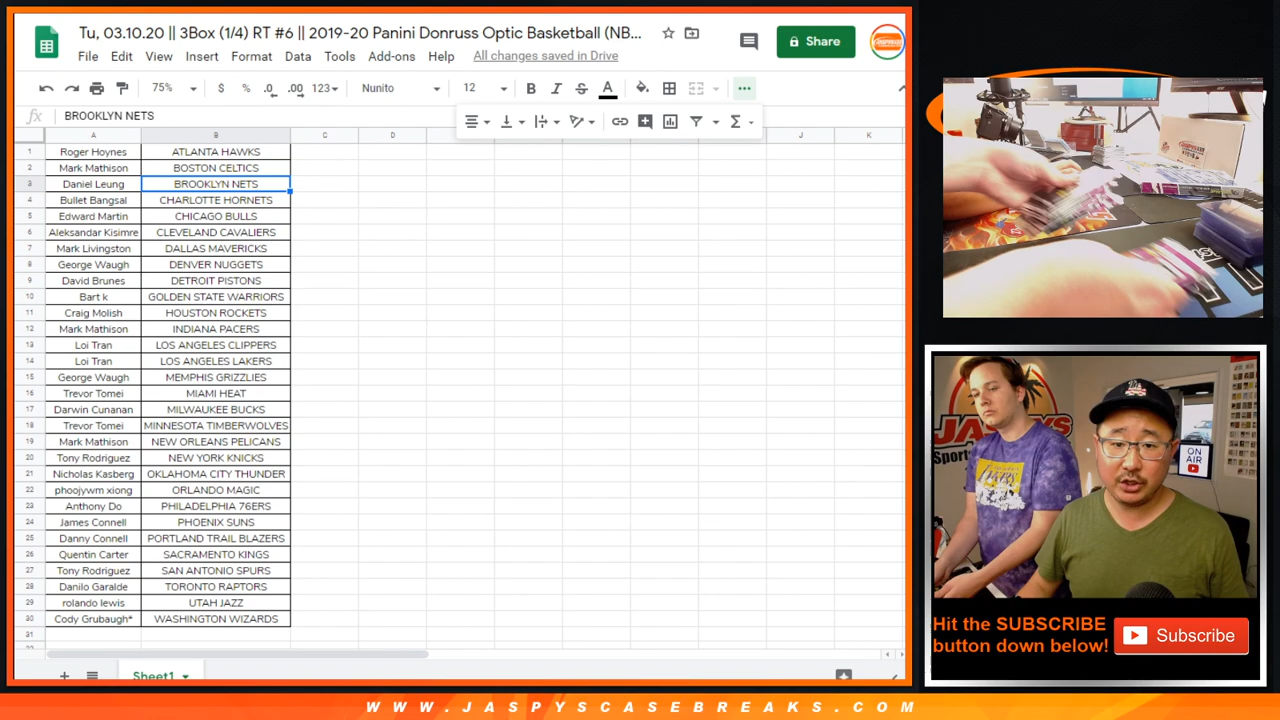 Tu, 03.10.20 || 3Box (1/4) RT #6 || 2019-20 Panini Donruss Optic Basketball (NB...
File Edit View Insert Format Data Tools Add-ons Help All changes saved in Drive
Share
75% $ % .0 .00 123 Nunito 12 B I S A
fx BROOKLYN NETS
A B C D J K
1 Roger Hoynes ATLANTA HAWKS
2 Mark Mathison BOSTON CELTICS
3 Daniel Leung BROOKLYN NETS
4 Bullet Bangsal CHARLOTTE HORNETS
5 Edward Martin CHICAGO BULLS
6 Aleksandar Kisimre CLEVELAND CAVALIERS
7 Mark Livingston DALLAS MAVERICKS
8 George Waugh DENVER NUGGETS
9 David Brunes DETROIT PISTONS
10 Bart k GOLDEN STATE WARRIORS
11 Craig Molish HOUSTON ROCKETS
12 Mark Mathison INDIANA PACERS
13 Loi Tran LOS ANGELES CLIPPERS
14 Loi Tran LOS ANGELES LAKERS
15 George Waugh MEMPHIS GRIZZLIES
16 Trevor Tomei MIAMI HEAT
17 Darwin Cunanan MILWAUKEE BUCKS
18 Trevor Tomei MINNESOTA TIMBERWOLVES
19 Mark Mathison NEW ORLEANS PELICANS
20 Tony Rodriguez NEW YORK KNICKS
21 Nicholas Kasberg OKLAHOMA CITY THUNDER
22 phoojywm xiong ORLANDO MAGIC
23 Anthony Do PHILADELPHIA 76ERS
24 James Connell PHOENIX SUNS
25 Danny Connell PORTLAND TRAIL BLAZERS
26 Quentin Carter SACRAMENTO KINGS
27 Tony Rodriguez SAN ANTONIO SPURS
28 Danilo Garalde TORONTO RAPTORS
29 rolando lewis UTAH JAZZ
30 Cody Grubaugh* WASHINGTON WIZARDS
31
Sheet1
JASPYS
ON
AIR
Hit the SUBSCRIBE
button down below!
Subscribe
WWW.JASPYSCASEBREAKS.COM